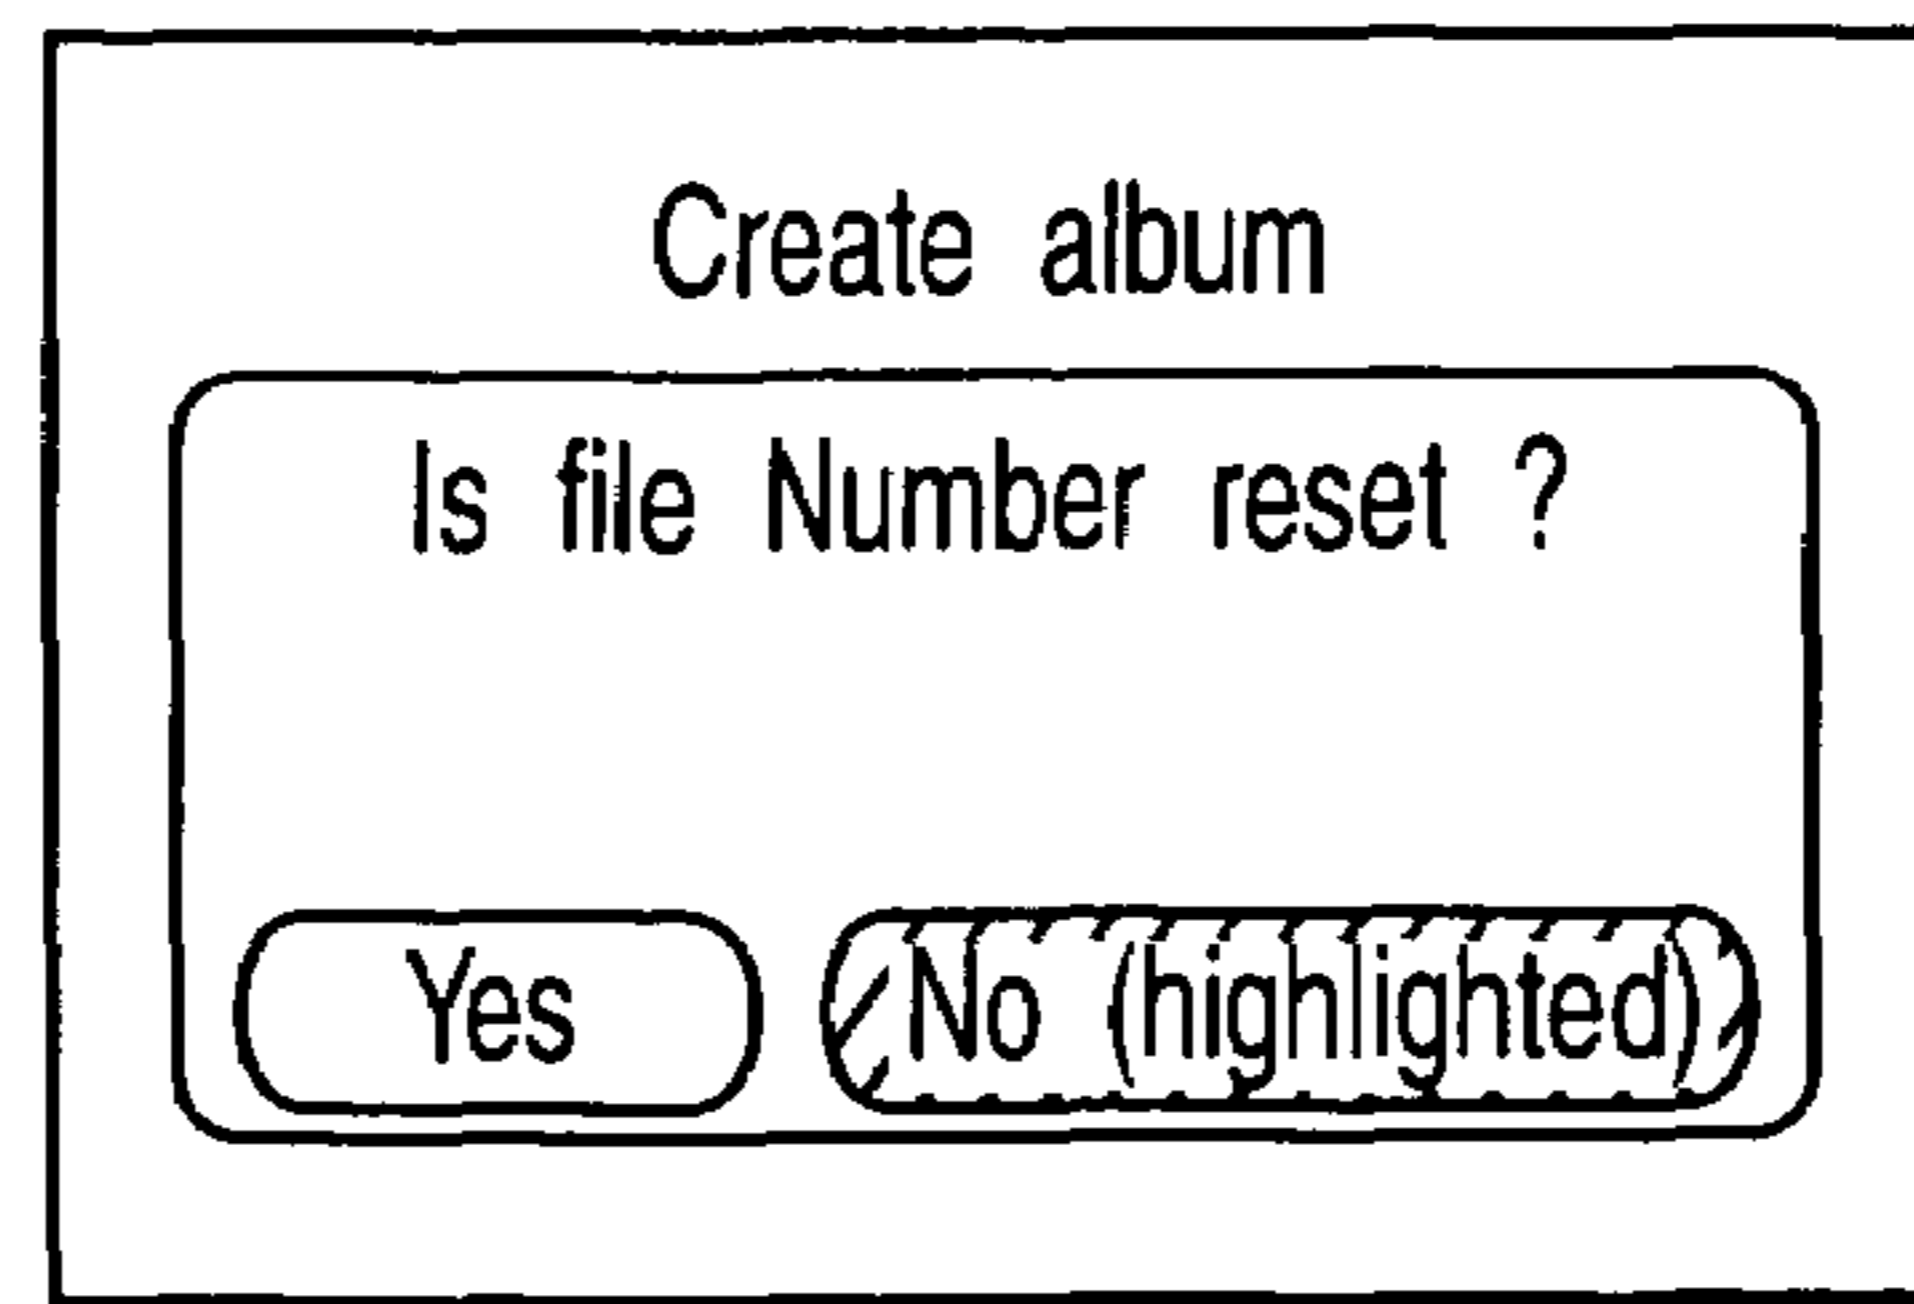 Create album
Is file Number reset ?
Yes No (highlighted)